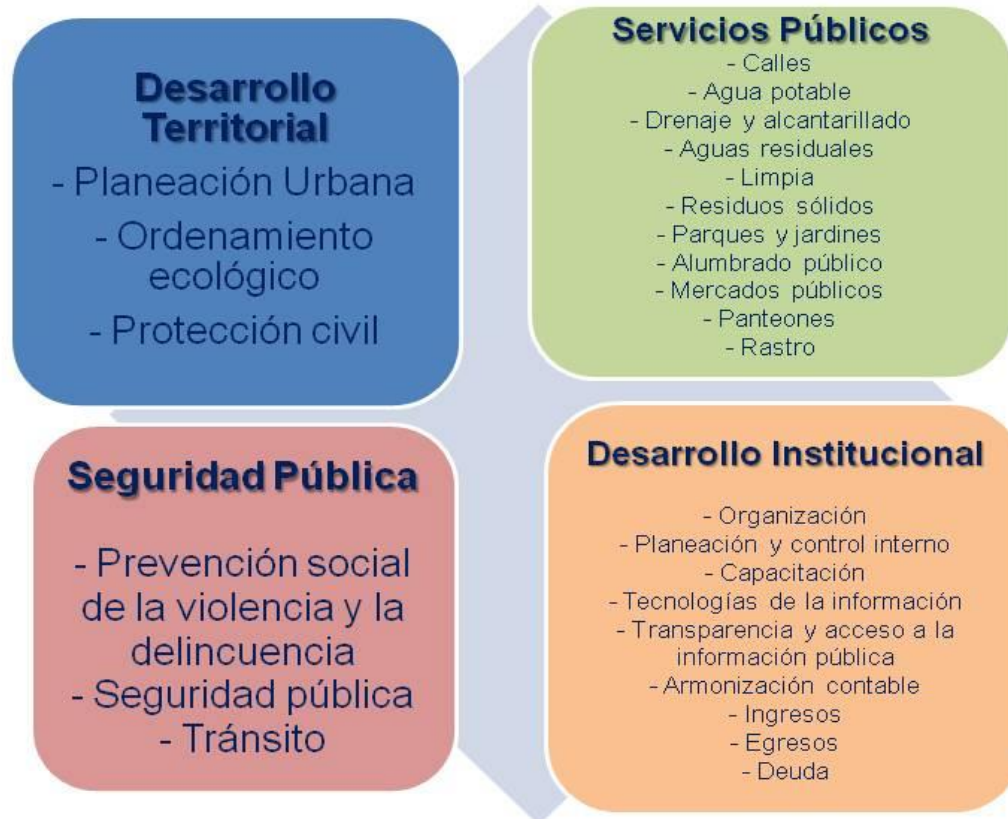 Desarrollo
Territorial
- Planeación Urbana
- Ordenamiento
ecológico
- Protección civil
Servicios Públicos
- Calles
- Agua potable
- Drenaje y alcantarillado
- Aguas residuales
- Limpia
- Residuos sólidos
- Parques y jardines
- Alumbrado público
- Mercados públicos
- Panteones
- Rastro
Seguridad Pública
- Prevención social
de la violencia y la
delincuencia
- Seguridad pública
- Tránsito
Desarrollo Institucional
- Organización
- Planeación y control interno
- Capacitación
- Tecnologías de la información
- Transparencia y acceso a la
información pública
- Armonización contable
- Ingresos
- Egresos
- Deuda